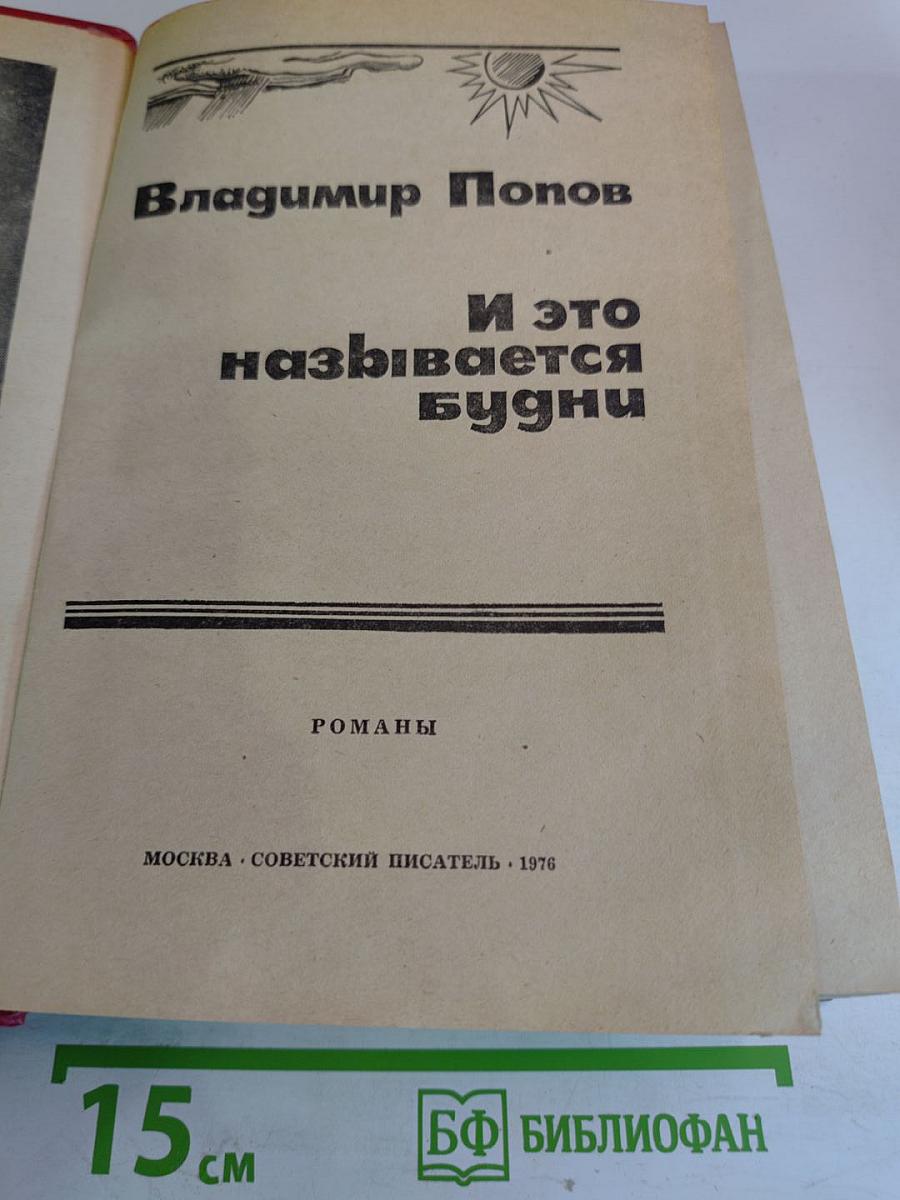 Владимир Попов
И это
называется
будни
РОМАНЫ
МОСКВА · СОВЕТСКИЙ ПИСАТЕЛЬ · 1976
15 см
БФ БИБЛИОФАН